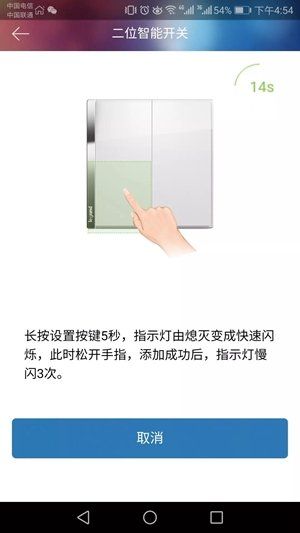 中国电信
中国联通
54% 下午4:54
二位智能开关
14s
legrand
长按设置按键5秒，指示灯由熄灭变成快速闪
烁，此时松开手指，添加成功后，指示灯慢
闪3次。
取消